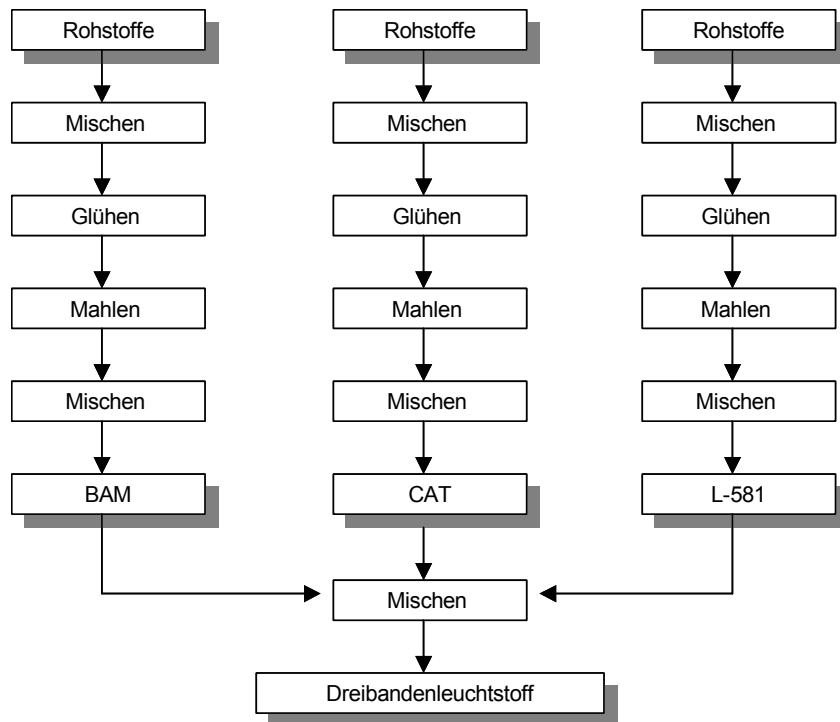 Rohstoffe
Rohstoffe
Rohstoffe
Mischen
Mischen
Mischen
Glühen
Glühen
Glühen
Mahlen
Mahlen
Mahlen
Mischen
Mischen
Mischen
BAM
CAT
L-581
Mischen
Dreibandenleuchtstoff